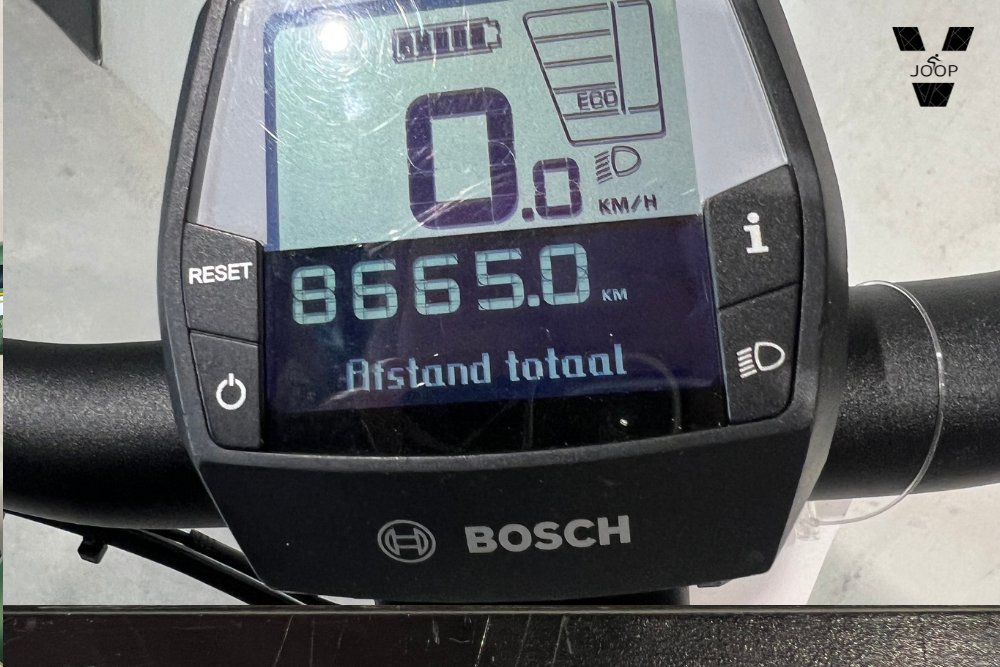 JOOP
ECO
0.0 KM/H
RESET
i
8665.0 KM
Afstand totaal
BOSCH